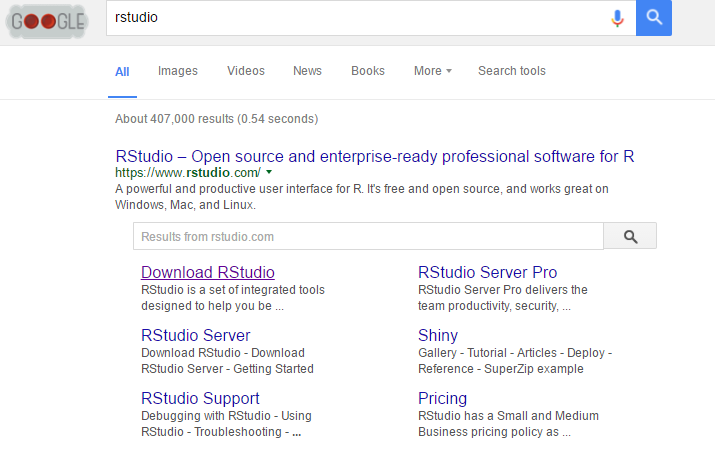 GOOGLE
rstudio
All Images Videos News Books More Search tools
About 407,000 results (0.54 seconds)
RStudio – Open source and enterprise-ready professional software for R
https://www.rstudio.com/
A powerful and productive user interface for R. It's free and open source, and works great on
Windows, Mac, and Linux.
Results from rstudio.com
Download RStudio
RStudio is a set of integrated tools
designed to help you be ...
RStudio Server Pro
RStudio Server Pro delivers the
team productivity, security, ...
RStudio Server
Download RStudio - Download
RStudio Server - Getting Started
Shiny
Gallery - Tutorial - Articles - Deploy -
Reference - SuperZip example
RStudio Support
Debugging with RStudio - Using
RStudio - Troubleshooting - ...
Pricing
RStudio has a Small and Medium
Business pricing policy as ...